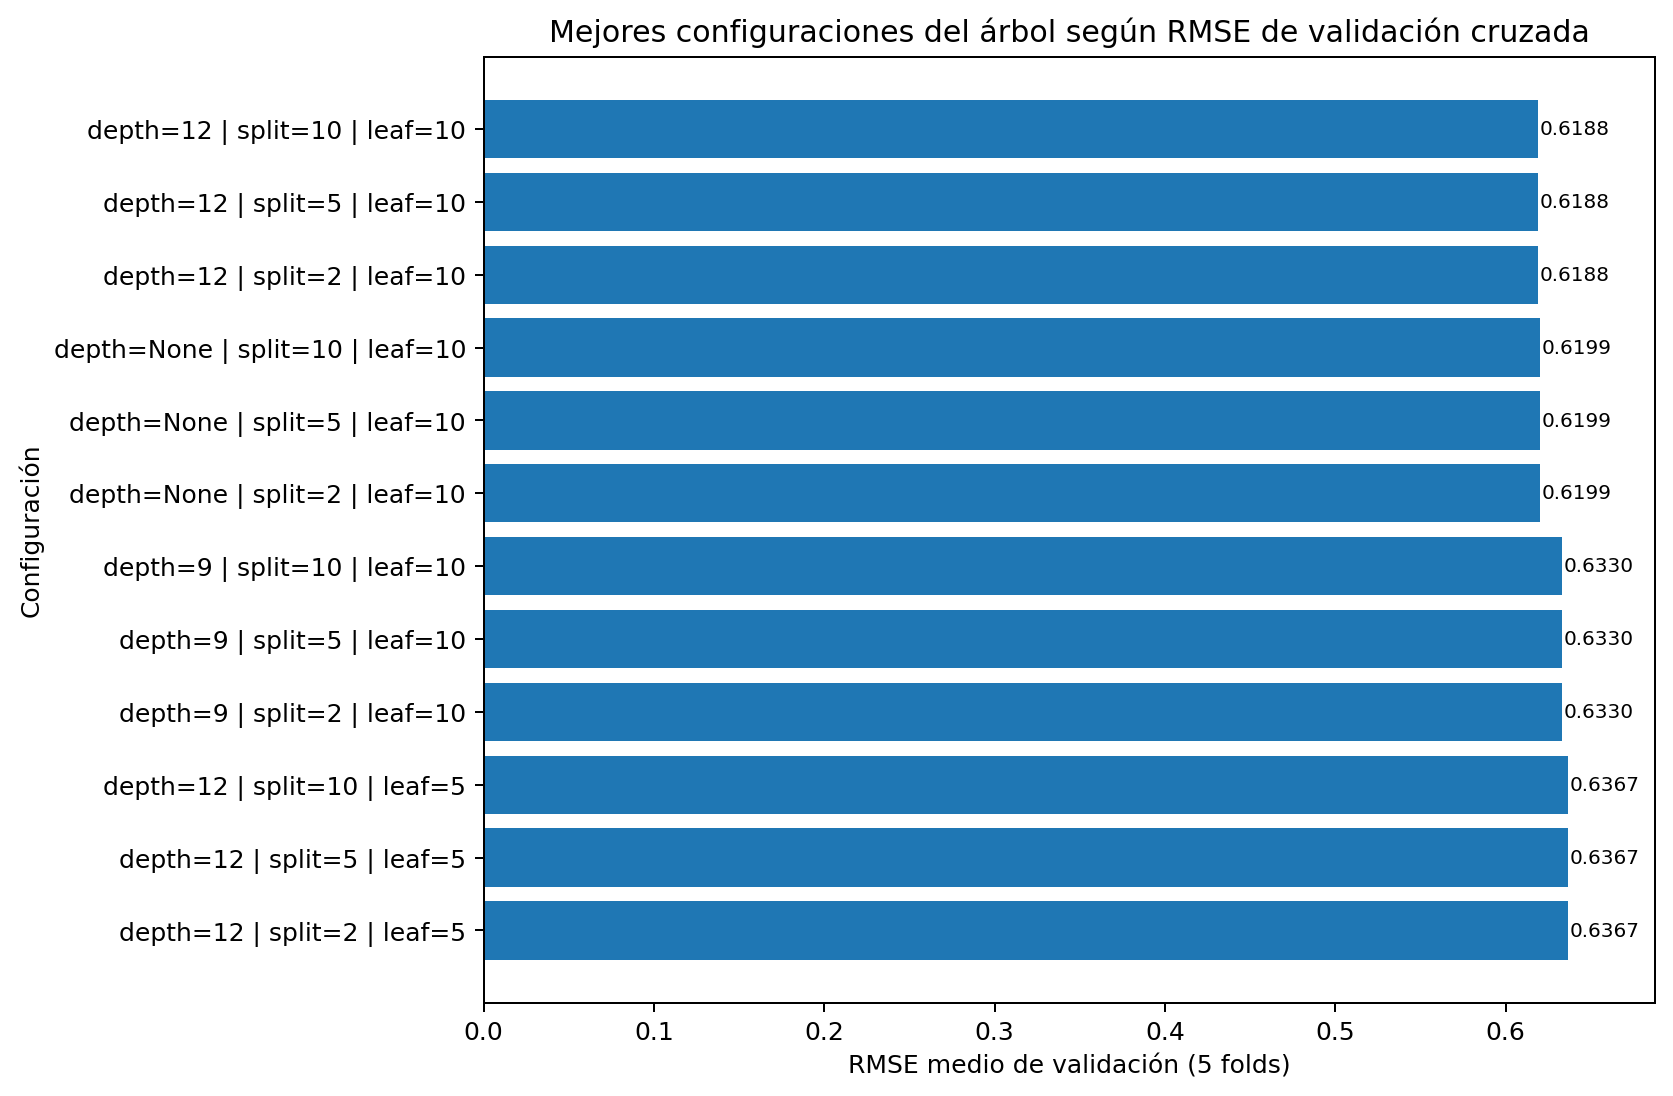 Mejores configuraciones del árbol según RMSE de validación cruzada
Configuración
depth=12 | split=10 | leaf=10 0.6188
depth=12 | split=5 | leaf=10 0.6188
depth=12 | split=2 | leaf=10 0.6188
depth=None | split=10 | leaf=10 0.6199
depth=None | split=5 | leaf=10 0.6199
depth=None | split=2 | leaf=10 0.6199
depth=9 | split=10 | leaf=10 0.6330
depth=9 | split=5 | leaf=10 0.6330
depth=9 | split=2 | leaf=10 0.6330
depth=12 | split=10 | leaf=5 0.6367
depth=12 | split=5 | leaf=5 0.6367
depth=12 | split=2 | leaf=5 0.6367
0.0 0.1 0.2 0.3 0.4 0.5 0.6
RMSE medio de validación (5 folds)